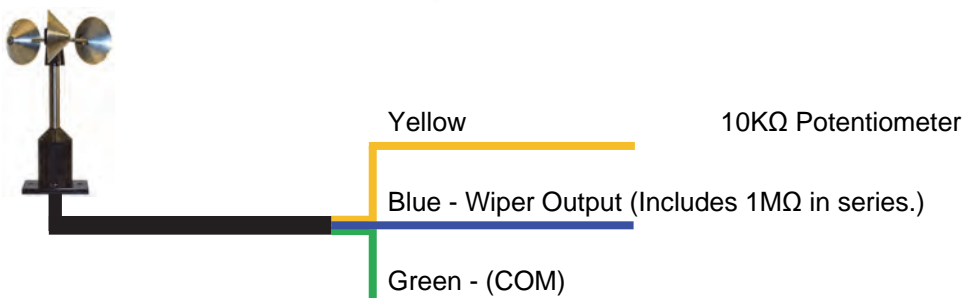 Yellow 10KΩ Potentiometer
Blue - Wiper Output (Includes 1MΩ in series.)
Green - (COM)